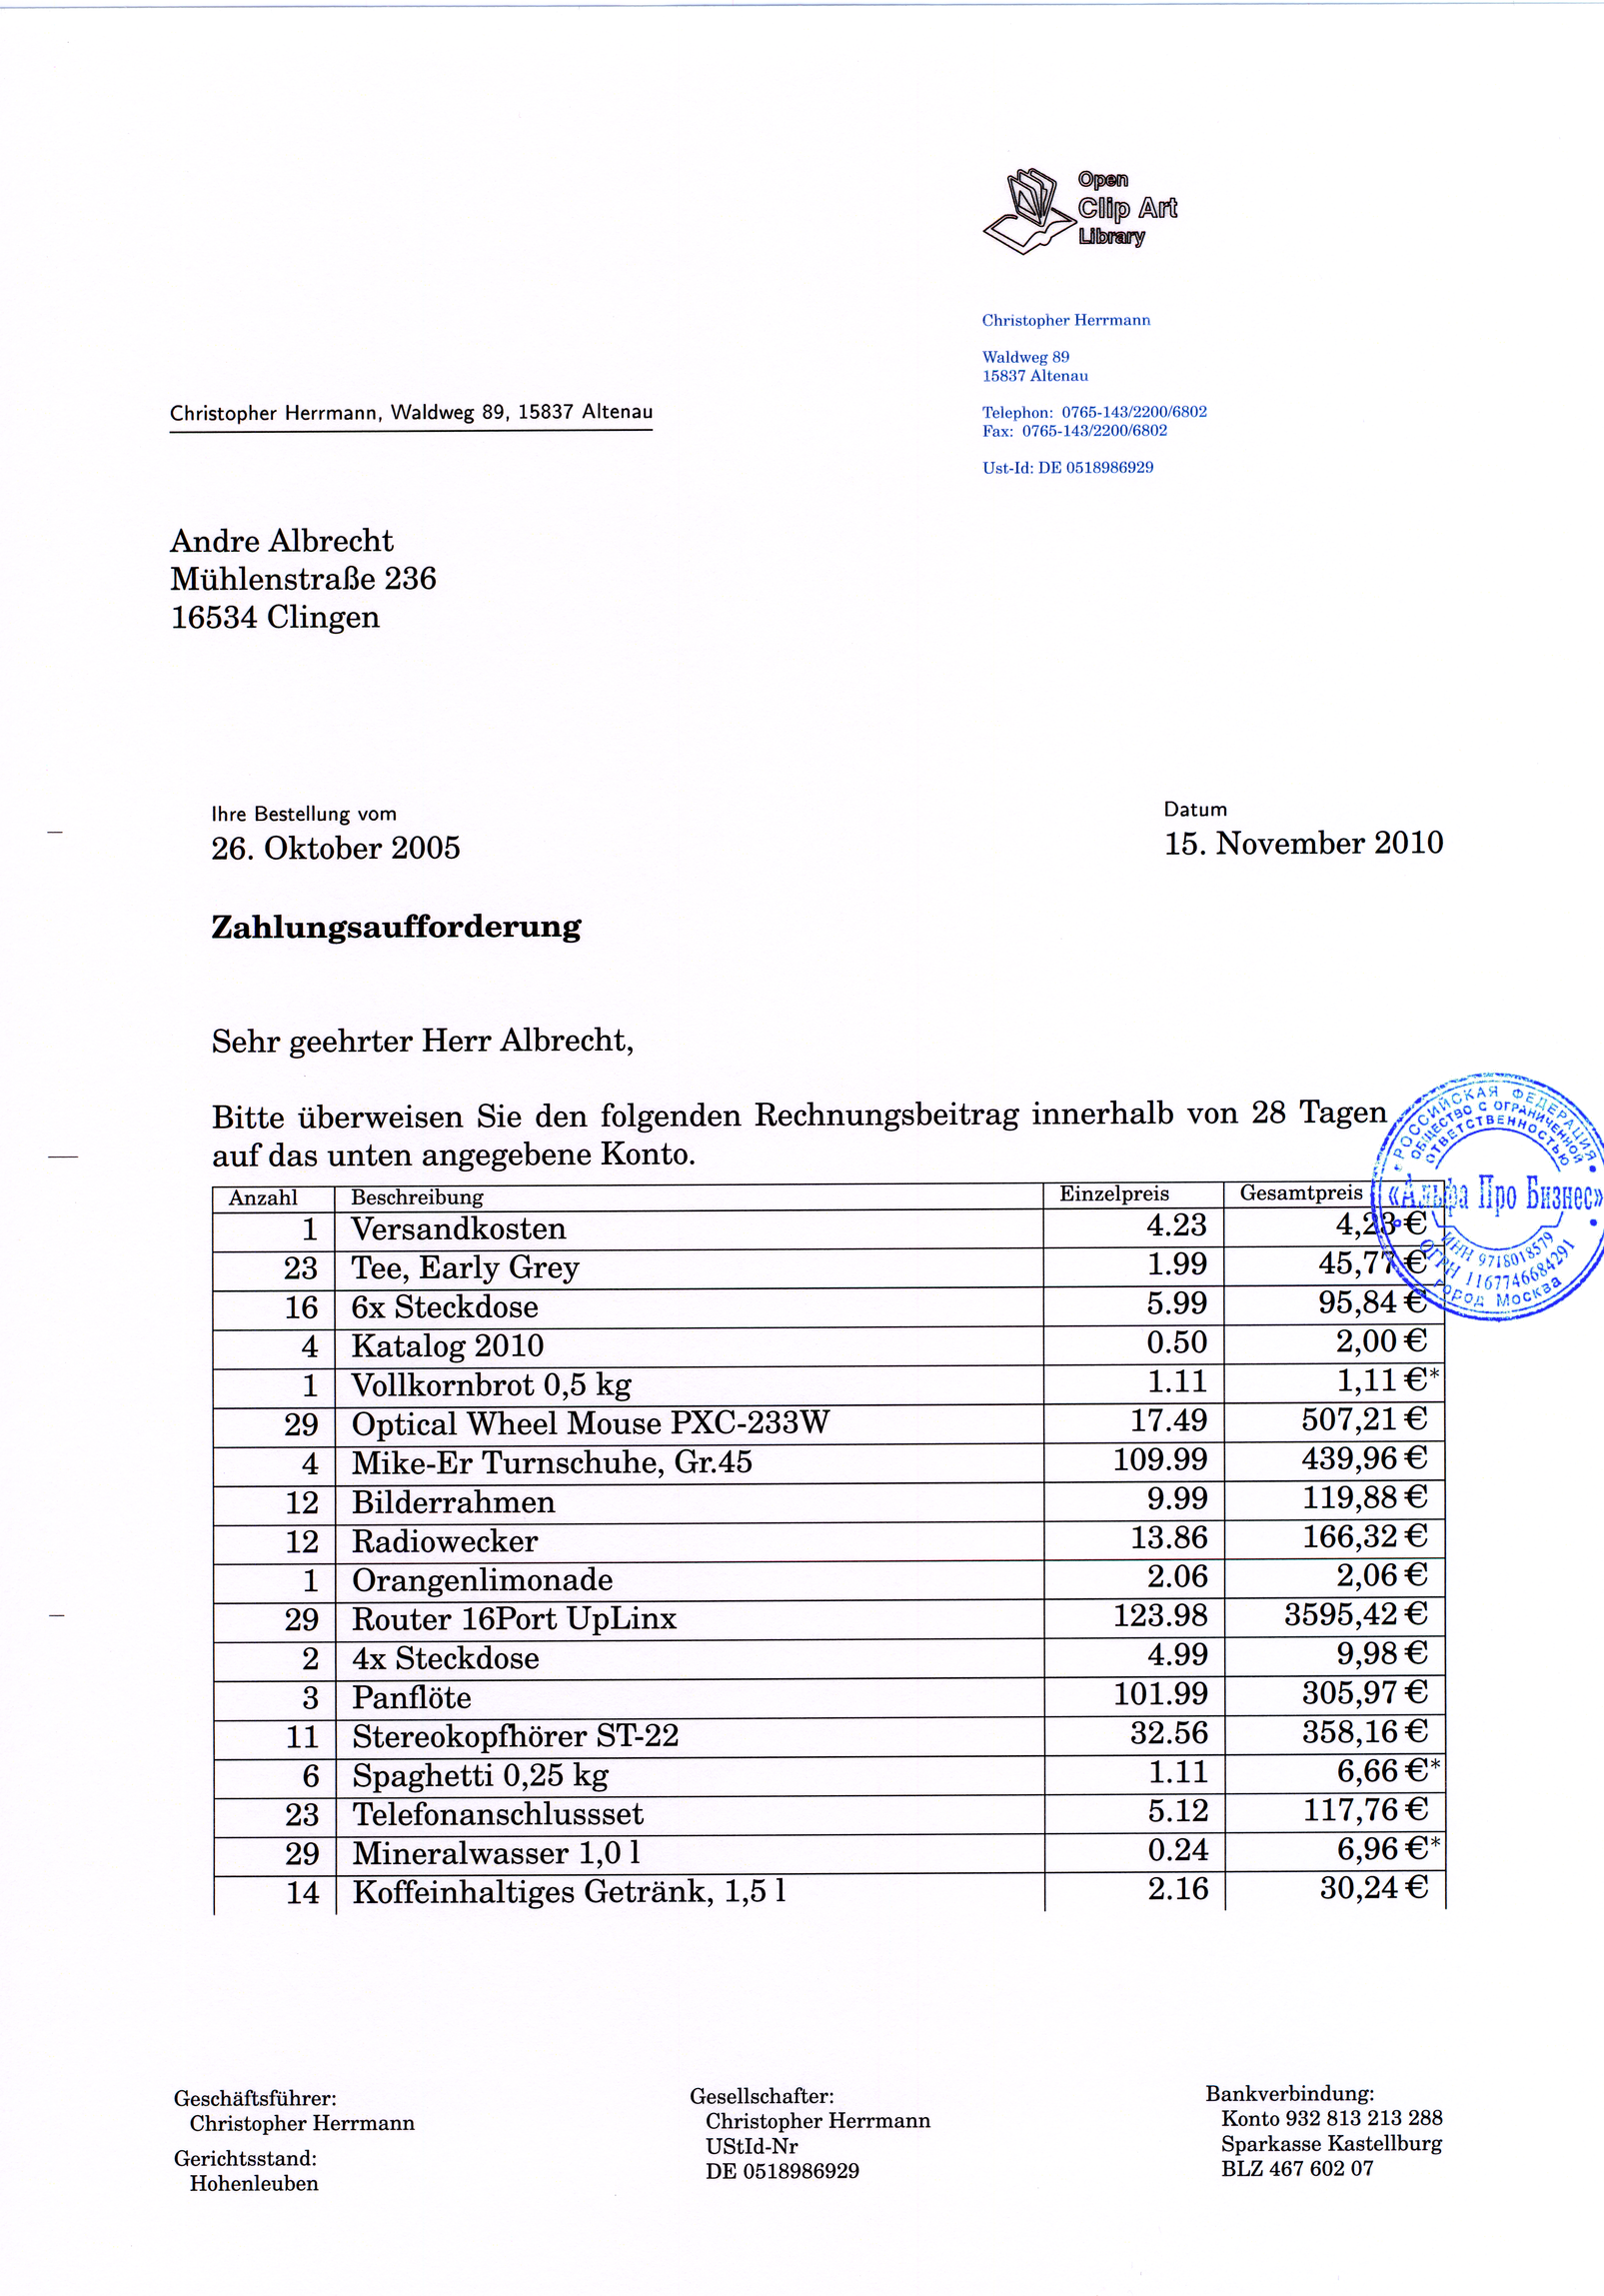 Open
Clip Art
Library
Christopher Herrmann
Waldweg 89
15837 Altenau
Telephon: 0765-143/2200/6802
Fax: 0765-143/2200/6802
Ust-Id: DE 0518986929
Christopher Herrmann, Waldweg 89, 15837 Altenau
Andre Albrecht
Mühlenstraße 236
16534 Clingen
Ihre Bestellung vom
26. Oktober 2005
Datum
15. November 2010
Zahlungsaufforderung
Sehr geehrter Herr Albrecht,
Bitte überweisen Sie den folgenden Rechnungsbeitrag innerhalb von 28 Tagen
auf das unten angegebene Konto.
РОССИЙСКАЯ ФЕДЕРАЦИЯ
ОБЩЕСТВО С ОГРАНИЧЕННОЙ
ОТВЕТСТВЕННОСТЬЮ
«Альфа Про Бизнес»
ИНН 9718018579
ОГРН 1167746684291
город Москва
Anzahl Beschreibung Einzelpreis Gesamtpreis
1 Versandkosten 4.23 4,23 €
23 Tee, Early Grey 1.99 45,77 €
16 6x Steckdose 5.99 95,84 €
4 Katalog 2010 0.50 2,00 €
1 Vollkornbrot 0,5 kg 1.11 1,11 €*
29 Optical Wheel Mouse PXC-233W 17.49 507,21 €
4 Mike-Er Turnschuhe, Gr.45 109.99 439,96 €
12 Bilderrahmen 9.99 119,88 €
12 Radiowecker 13.86 166,32 €
1 Orangenlimonade 2.06 2,06 €
29 Router 16Port UpLinx 123.98 3595,42 €
2 4x Steckdose 4.99 9,98 €
3 Panflöte 101.99 305,97 €
11 Stereokopfhörer ST-22 32.56 358,16 €
6 Spaghetti 0,25 kg 1.11 6,66 €*
23 Telefonanschlussset 5.12 117,76 €
29 Mineralwasser 1,0 l 0.24 6,96 €*
14 Koffeinhaltiges Getränk, 1,5 l 2.16 30,24 €
Geschäftsführer:
Christopher Herrmann
Gerichtsstand:
Hohenleuben
Gesellschafter:
Christopher Herrmann
UStId-Nr
DE 0518986929
Bankverbindung:
Konto 932 813 213 288
Sparkasse Kastellburg
BLZ 467 602 07